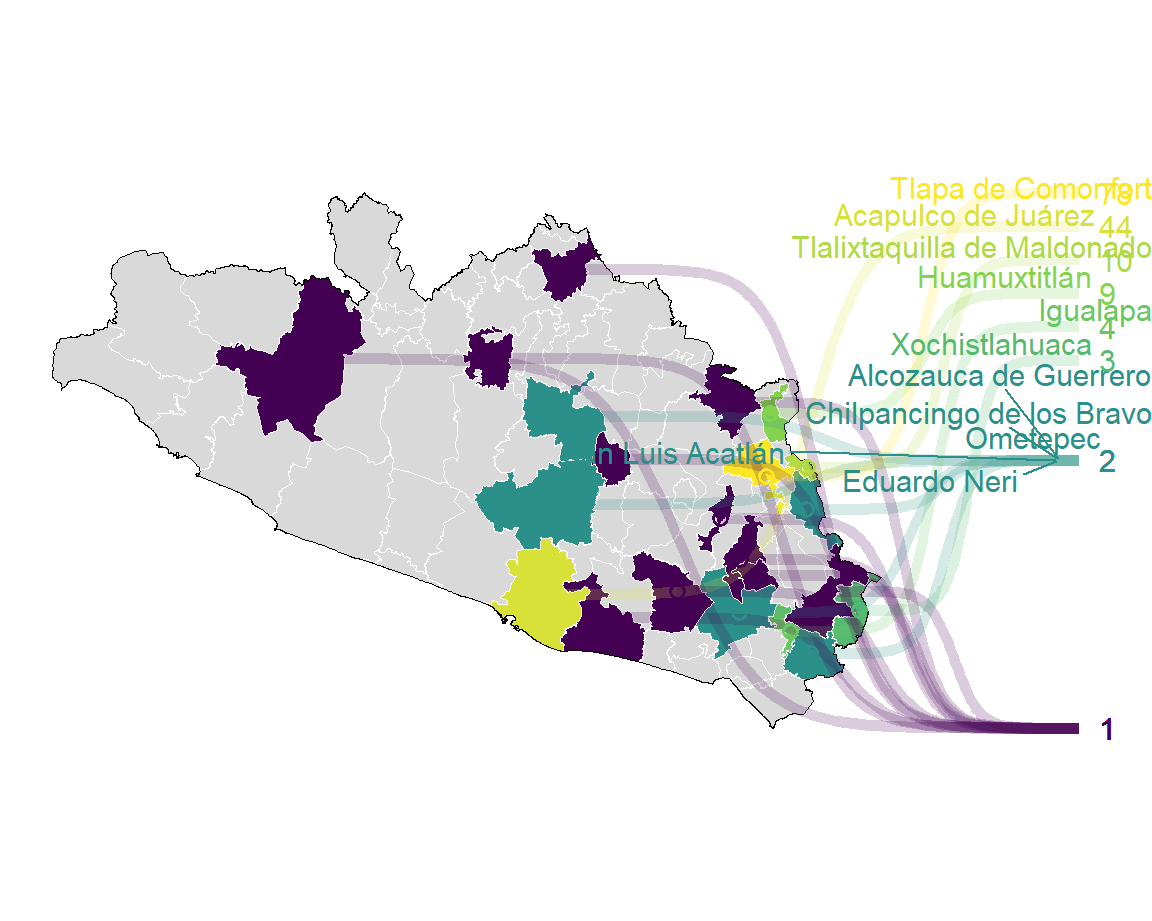 Tlapa de Comonfort
78
Acapulco de Juárez
44
Tlalixtaquilla de Maldonado
10
Huamuxtitlán
9
Igualapa
4
Xochistlahuaca
3
Alcozauca de Guerrero
Chilpancingo de los Bravo
Ometepec
n Luis Acatlán
2
Eduardo Neri
1